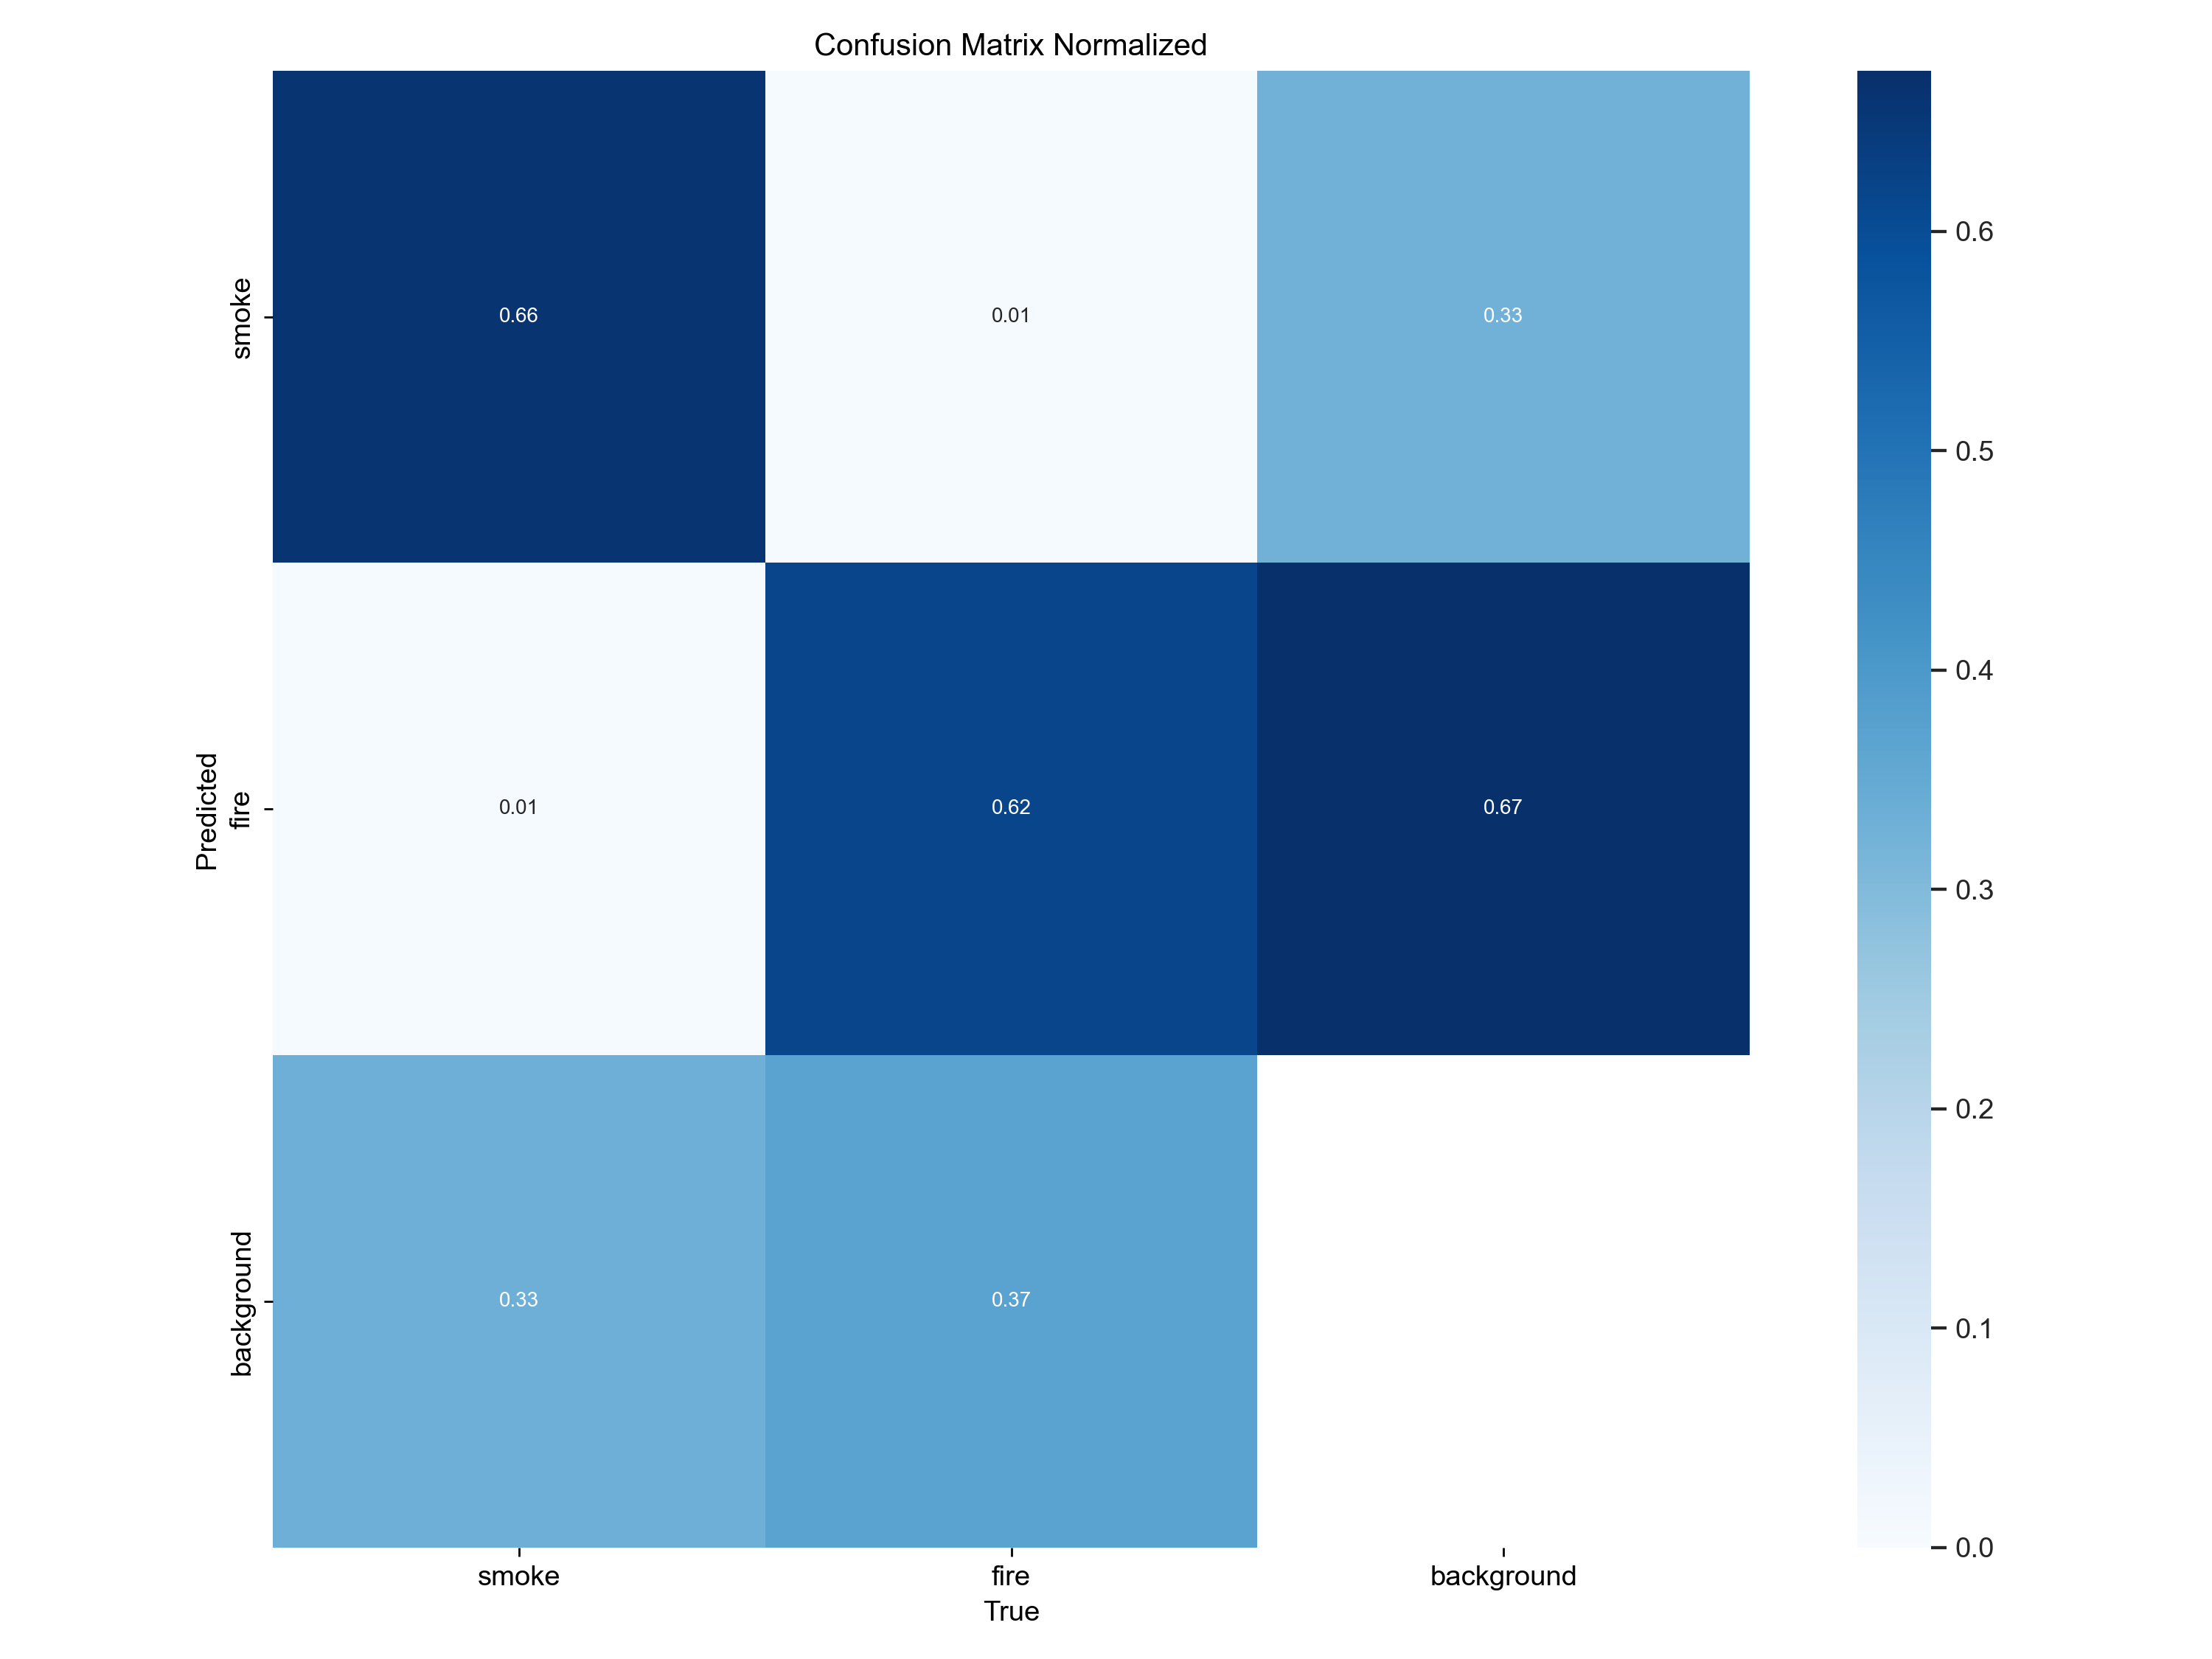 Confusion Matrix Normalized
smoke
0.66
0.01
0.33
0.6
0.5
0.4
Predicted
fire
0.01
0.62
0.67
0.3
0.2
background
0.33
0.37
0.1
0.0
smoke
fire
background
True